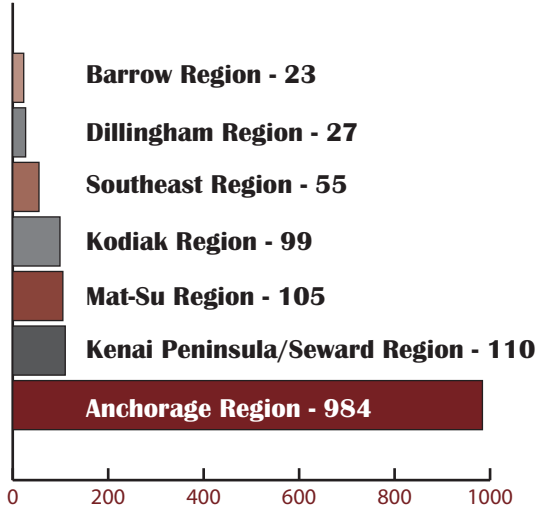 Barrow Region - 23
Dillingham Region - 27
Southeast Region - 55
Kodiak Region - 99
Mat-Su Region - 105
Kenai Peninsula/Seward Region - 110
Anchorage Region - 984
0 200 400 600 800 1000